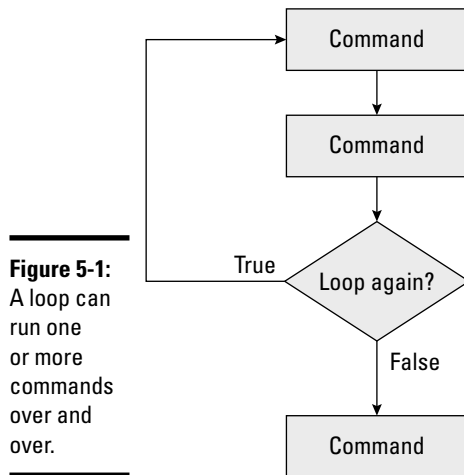 Command
Command
True
Loop again?
False
Command
Figure 5-1:
A loop can
run one
or more
commands
over and
over.